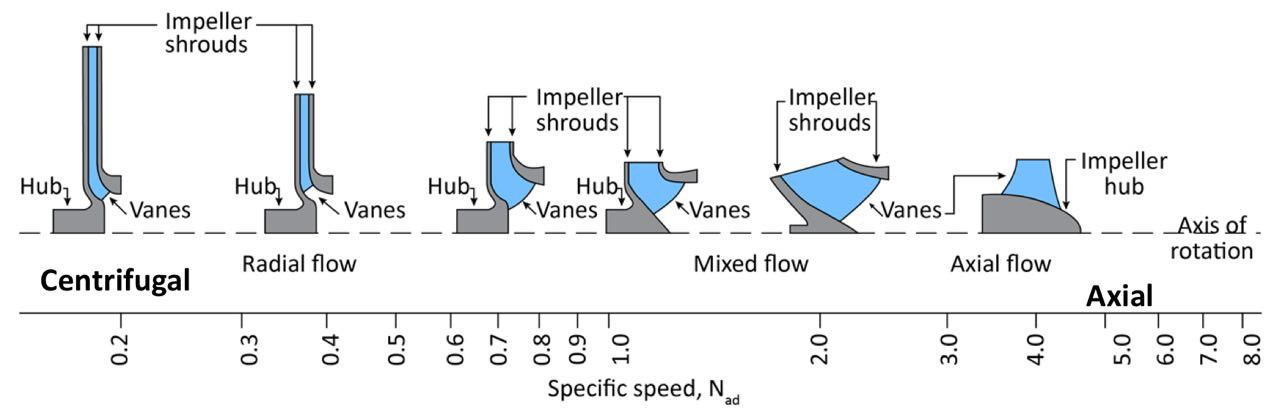 Impeller
shrouds
Impeller
shrouds
Impeller
shrouds
Impeller
hub
Hub
Vanes
Hub
Vanes
Hub
Vanes
Hub
Vanes
Vanes
Axis of
rotation
Centrifugal
Radial flow
Mixed flow
Axial flow
Axial
0.2
0.3
0.4
0.5
0.6
0.7
0.8
0.9
1.0
2.0
3.0
4.0
5.0
6.0
7.0
8.0
Specific speed, Nad